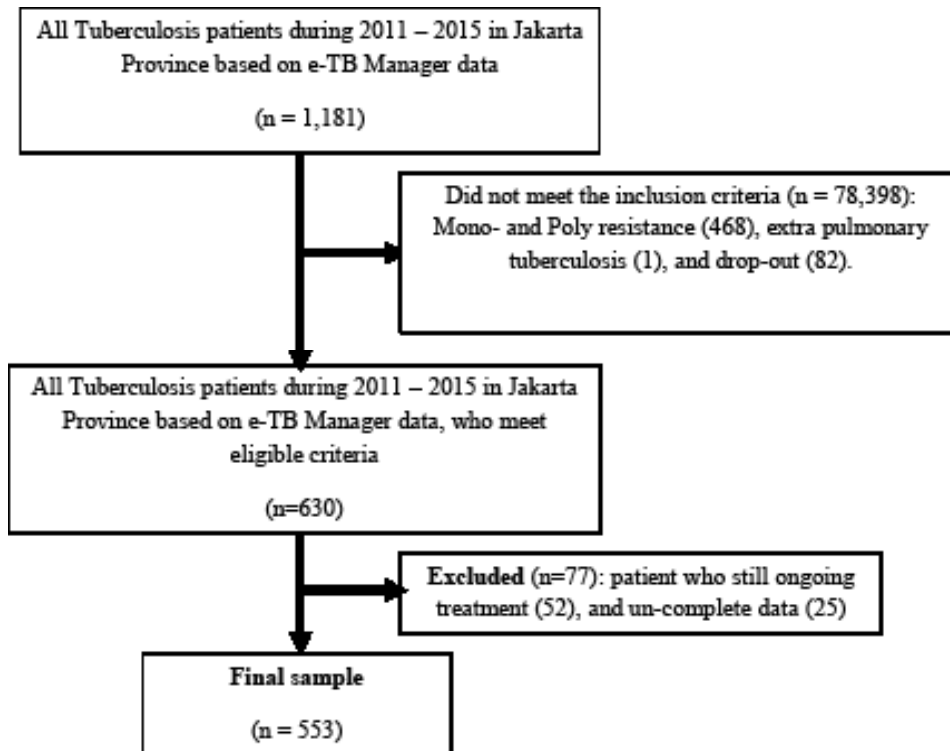 All Tuberculosis patients during 2011 – 2015 in Jakarta
Province based on e-TB Manager data
(n = 1,181)
Did not meet the inclusion criteria (n = 78,398):
Mono- and Poly resistance (468), extra pulmonary
tuberculosis (1), and drop-out (82).
All Tuberculosis patients during 2011 – 2015 in Jakarta
Province based on e-TB Manager data, who meet
eligible criteria
(n=630)
Excluded (n=77): patient who still ongoing
treatment (52), and un-complete data (25)
Final sample
(n = 553)